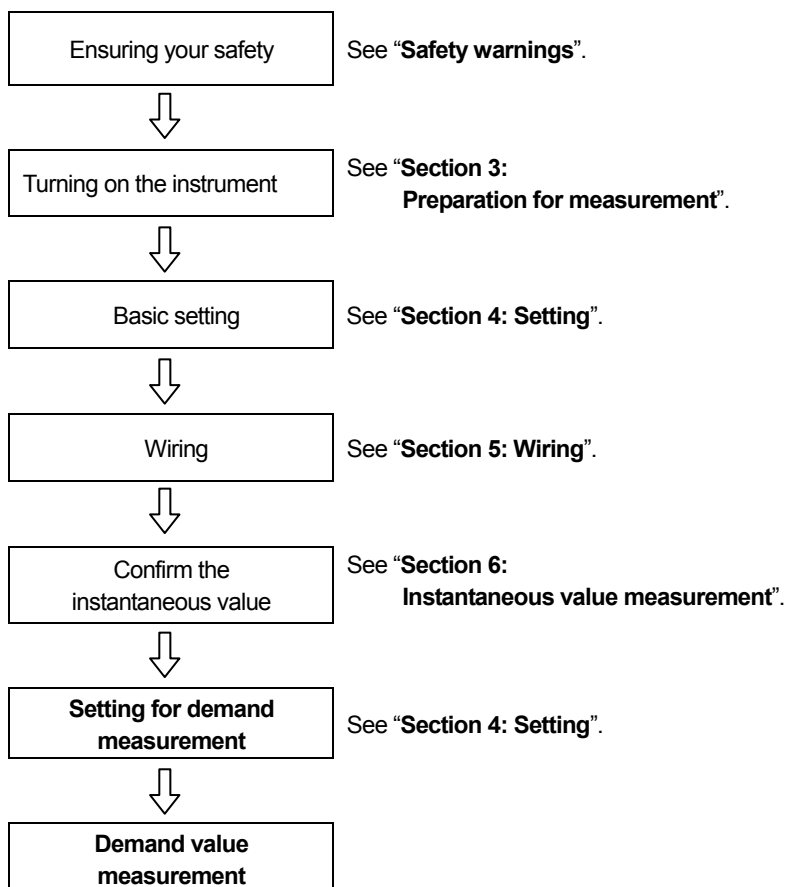 Ensuring your safety
See “Safety warnings”.
Turning on the instrument
See “Section 3:
Preparation for measurement”.
Basic setting
See “Section 4: Setting”.
Wiring
See “Section 5: Wiring”.
Confirm the
instantaneous value
See “Section 6:
Instantaneous value measurement”.
Setting for demand
measurement
See “Section 4: Setting”.
Demand value
measurement